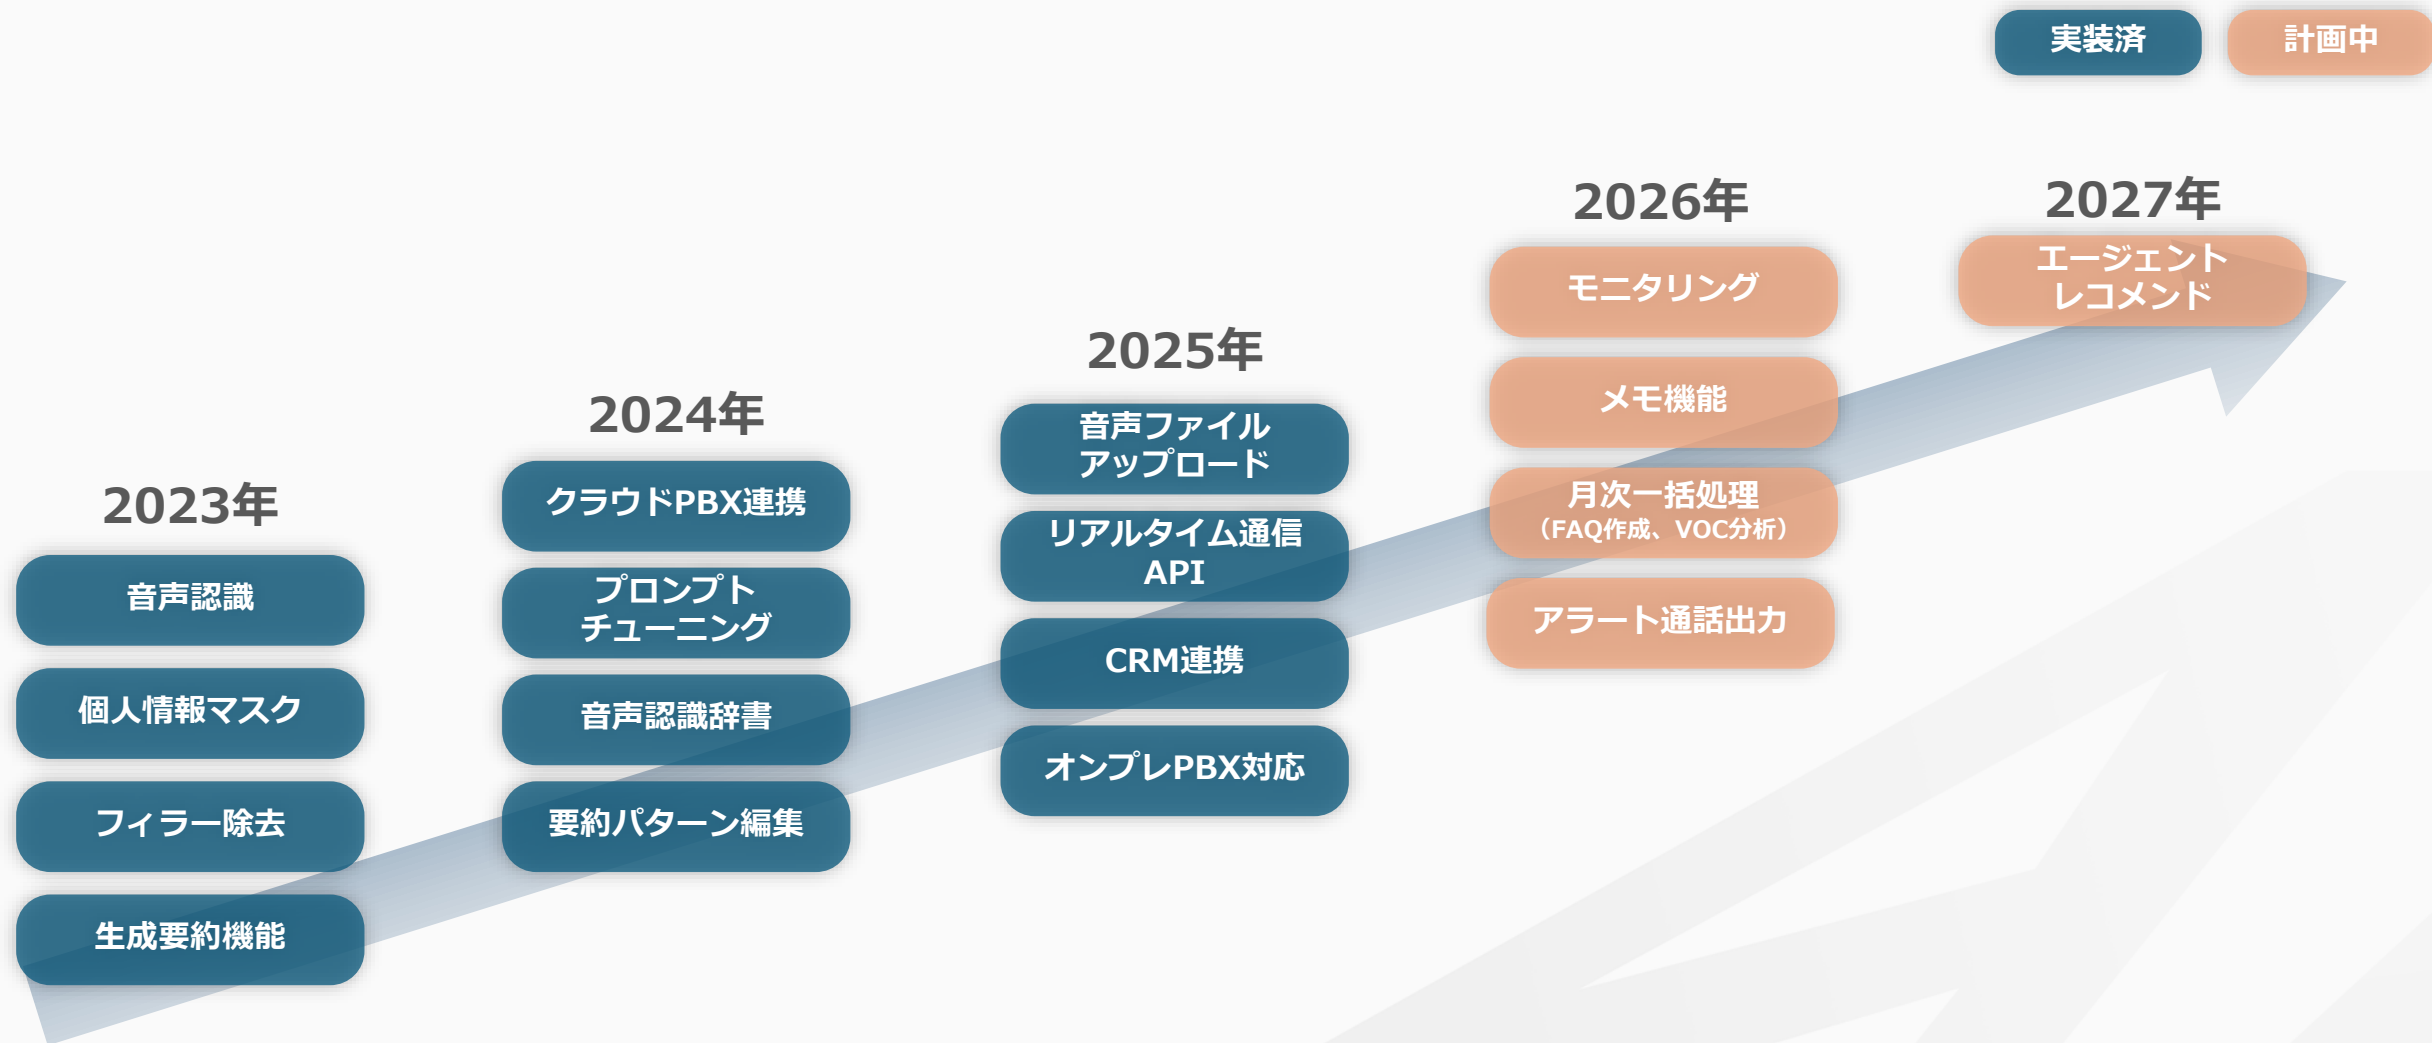 実装済
計画中
2023年
音声認識
個人情報マスク
フィラー除去
生成要約機能
2024年
クラウドPBX連携
プロンプト
チューニング
音声認識辞書
要約パターン編集
2025年
音声ファイル
アップロード
リアルタイム通信
API
CRM連携
オンプレPBX対応
2026年
モニタリング
メモ機能
月次一括処理
（FAQ作成、VOC分析）
アラート通話出力
2027年
エージェント
レコメンド